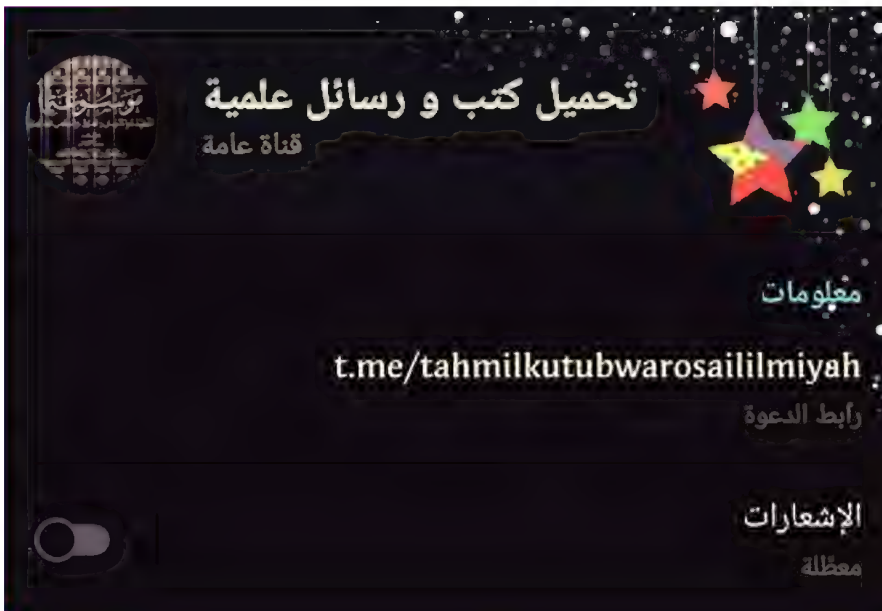 تحميل كتب و رسائل علمية
قناة عامة
معلومات
t.me/tahmilkutubwarosaililmiyah
رابط الدعوة
الإشعارات
معطلة